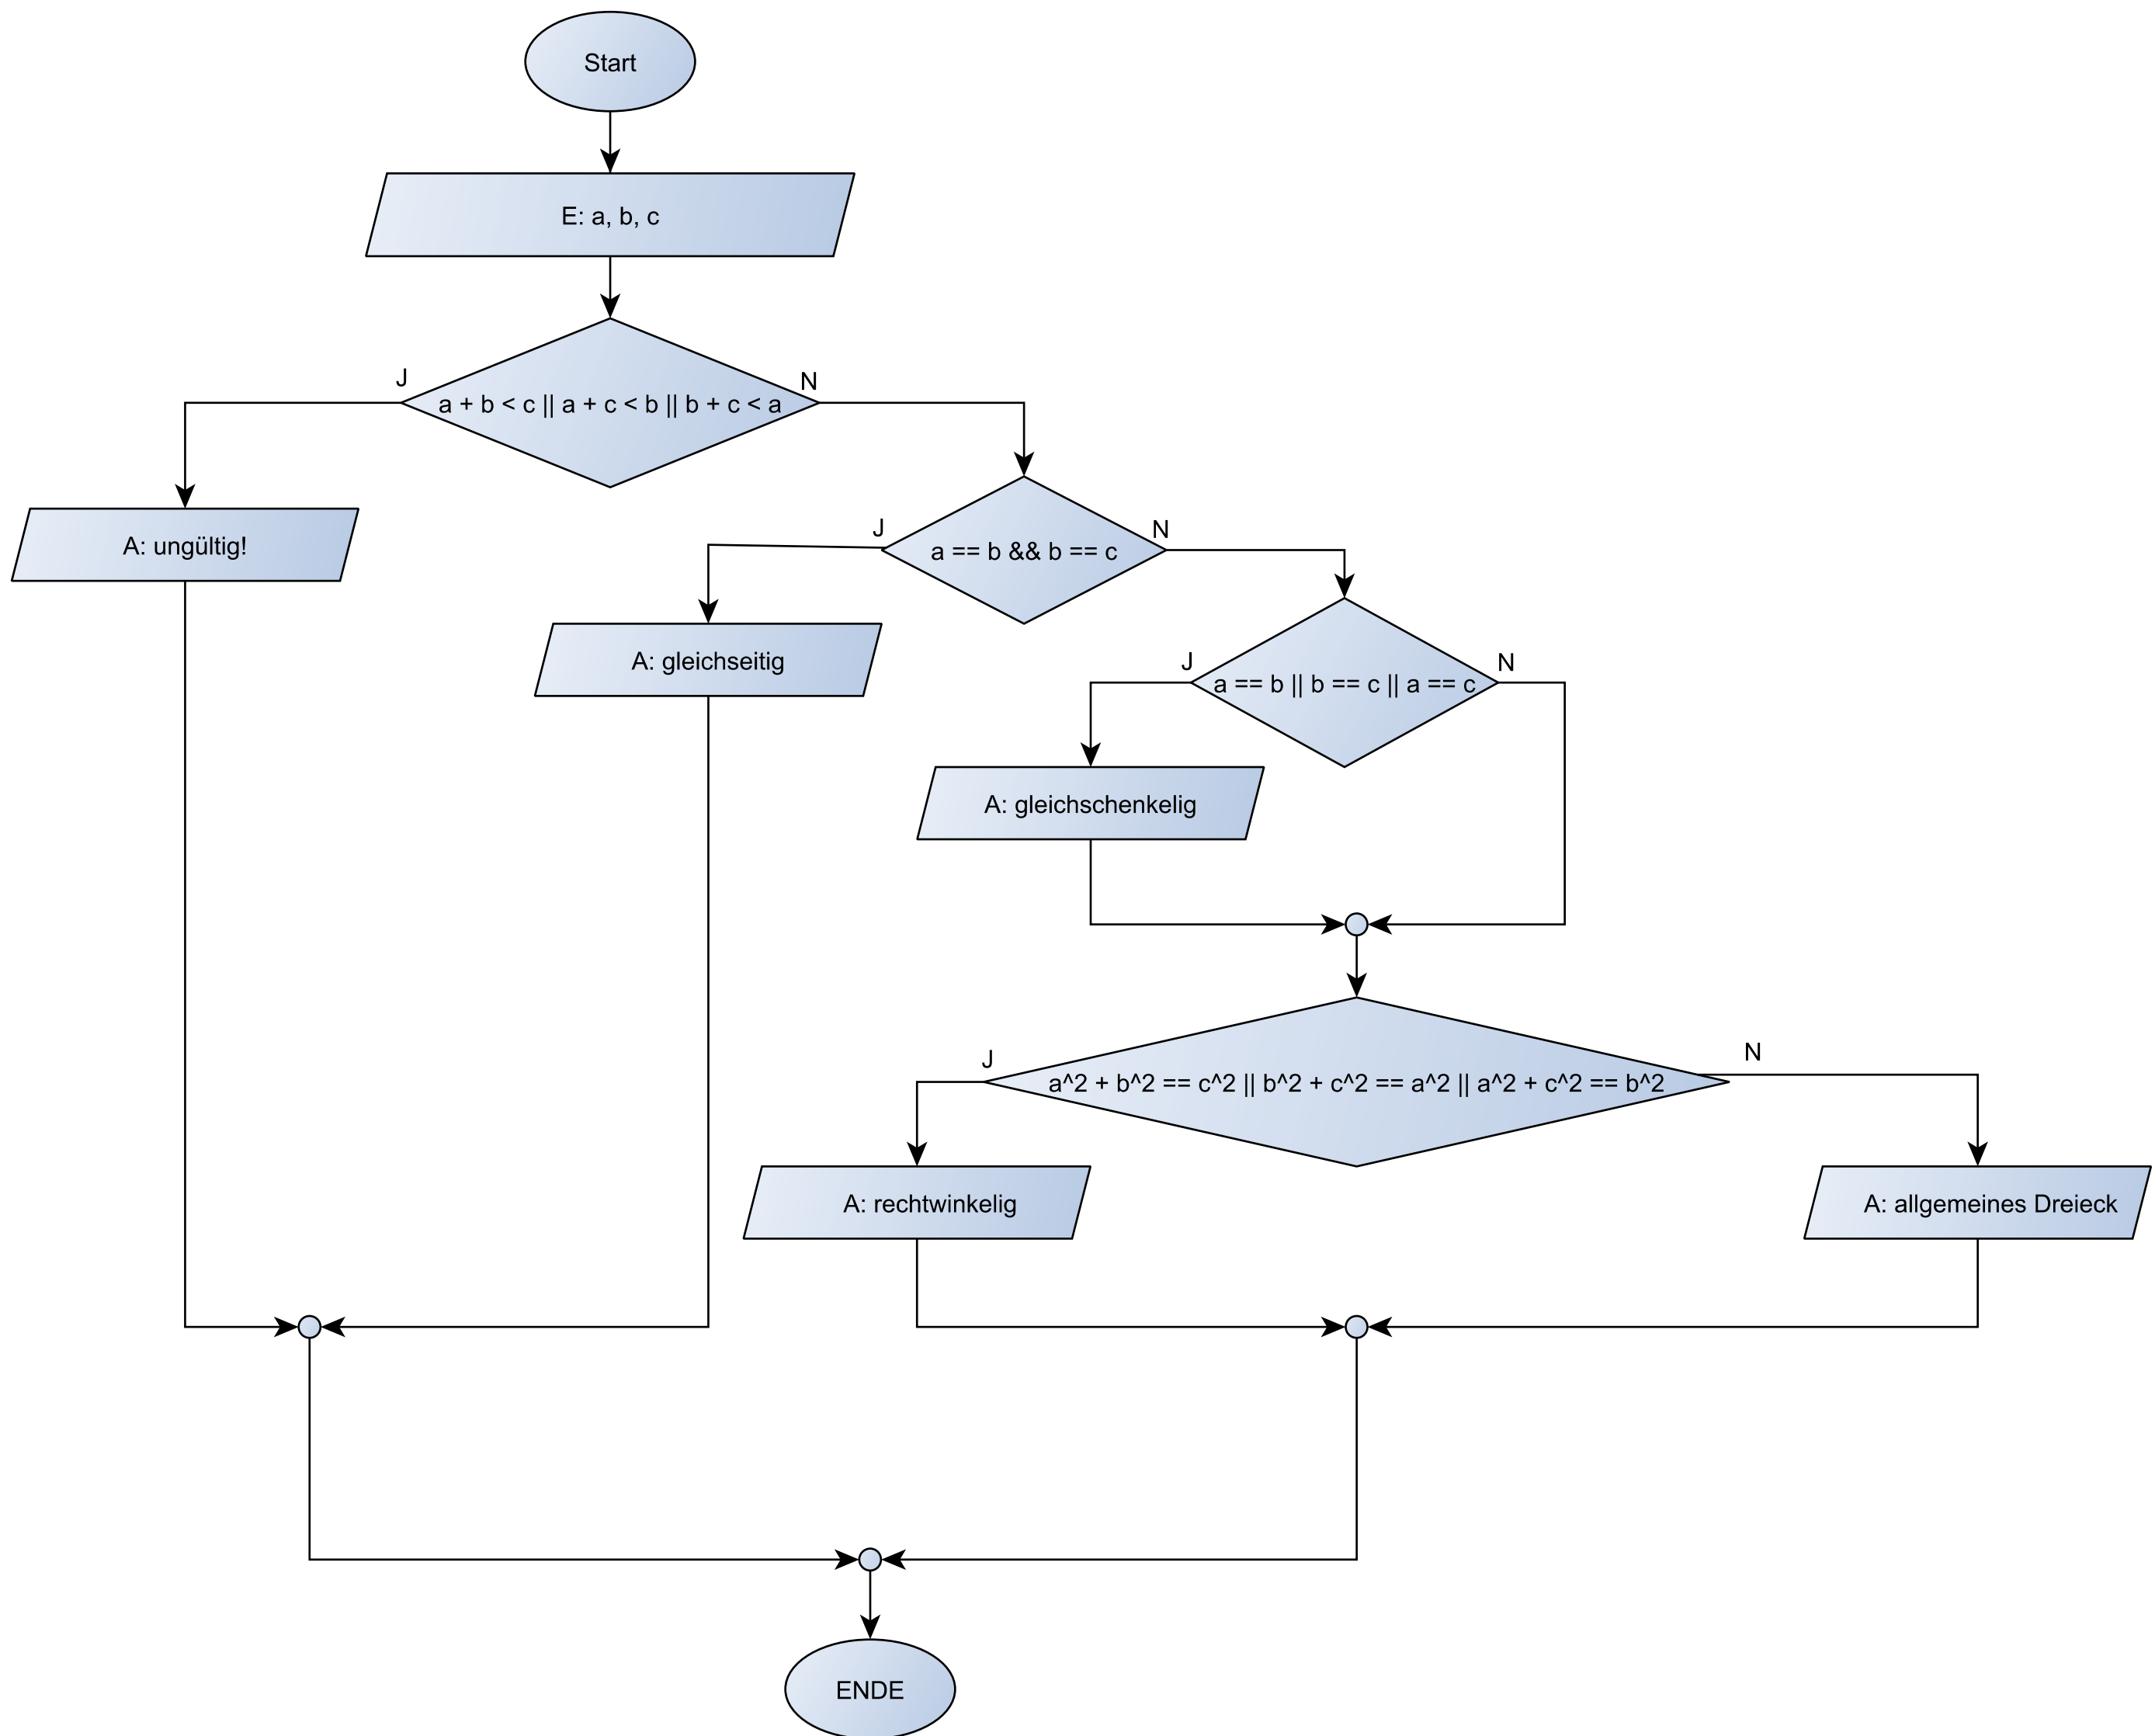 Start
E: a, b, c
J
N
a + b < c || a + c < b || b + c < a
A: ungültig!
J
N
a == b && b == c
A: gleichseitig
J
N
a == b || b == c || a == c
A: gleichschenkelig
J
N
a^2 + b^2 == c^2 || b^2 + c^2 == a^2 || a^2 + c^2 == b^2
A: rechtwinkelig
A: allgemeines Dreieck
ENDE